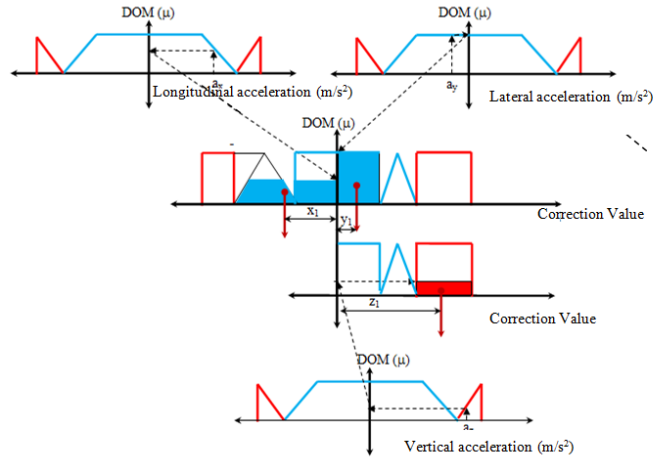 DOM (μ)
DOM (μ)
aₓ
a_y
Longitudinal acceleration (m/s²)
Lateral acceleration (m/s²)
DOM (μ)
x₁
y₁
Correction Value
z₁
Correction Value
DOM (μ)
Vertical acceleration (m/s²)